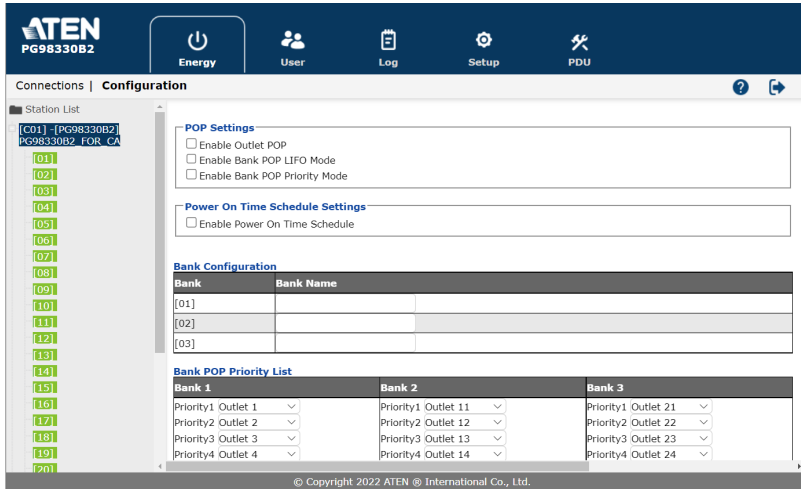 ATEN
PG98330B2
Energy
User
Log
Setup
PDU
Connections | Configuration
?
Station List
[C01] -[PG98330B2]
PG98330B2_FOR_CA
[01]
[02]
[03]
[04]
[05]
[06]
[07]
[08]
[09]
[10]
[11]
[12]
[13]
[14]
[15]
[16]
[17]
[18]
[19]
[20]
POP Settings
Enable Outlet POP
Enable Bank POP LIFO Mode
Enable Bank POP Priority Mode
Power On Time Schedule Settings
Enable Power On Time Schedule
Bank Configuration
Bank Bank Name
[01]
[02]
[03]
Bank POP Priority List
Bank 1 Bank 2 Bank 3
Priority1 Outlet 1 Priority1 Outlet 11 Priority1 Outlet 21
Priority2 Outlet 2 Priority2 Outlet 12 Priority2 Outlet 22
Priority3 Outlet 3 Priority3 Outlet 13 Priority3 Outlet 23
Priority4 Outlet 4 Priority4 Outlet 14 Priority4 Outlet 24
© Copyright 2022 ATEN ® International Co., Ltd.